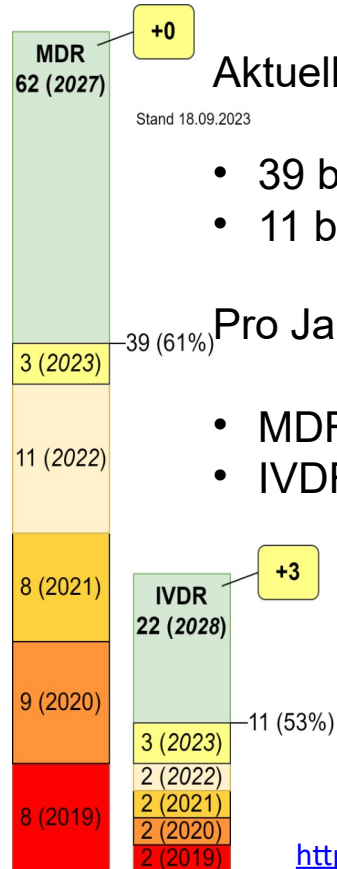 +0
MDR
62 (2027)
Stand 18.09.2023
39 (61%)
3 (2023)
11 (2022)
8 (2021)
9 (2020)
8 (2019)
+3
IVDR
22 (2028)
11 (53%)
3 (2023)
2 (2022)
2 (2021)
2 (2020)
2 (2019)
Aktuell
• 39 b
• 11 b
Pro Ja
• MDR
• IVDR
http